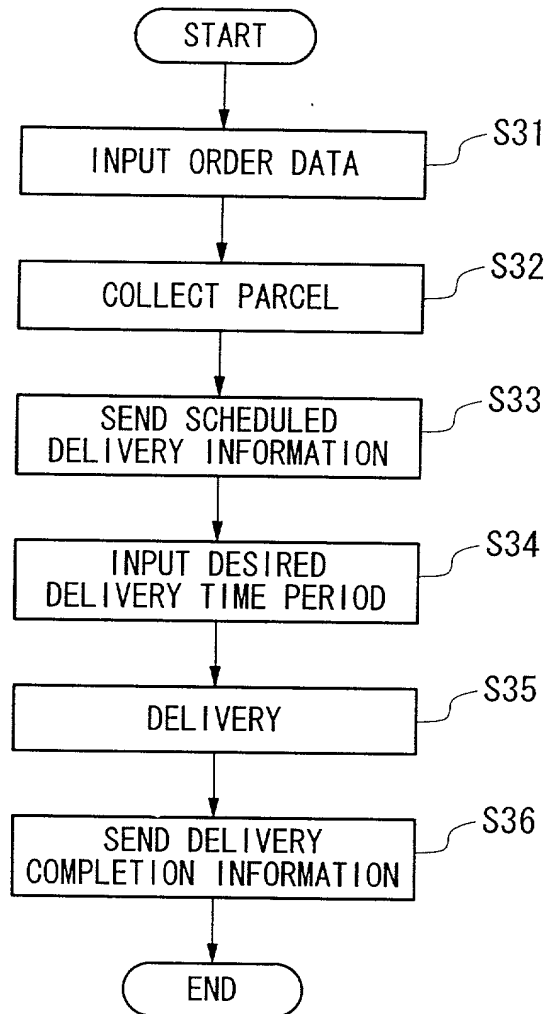 START
INPUT ORDER DATA
S31
COLLECT PARCEL
S32
SEND SCHEDULED
DELIVERY INFORMATION
S33
INPUT DESIRED
DELIVERY TIME PERIOD
S34
DELIVERY
S35
SEND DELIVERY
COMPLETION INFORMATION
S36
END